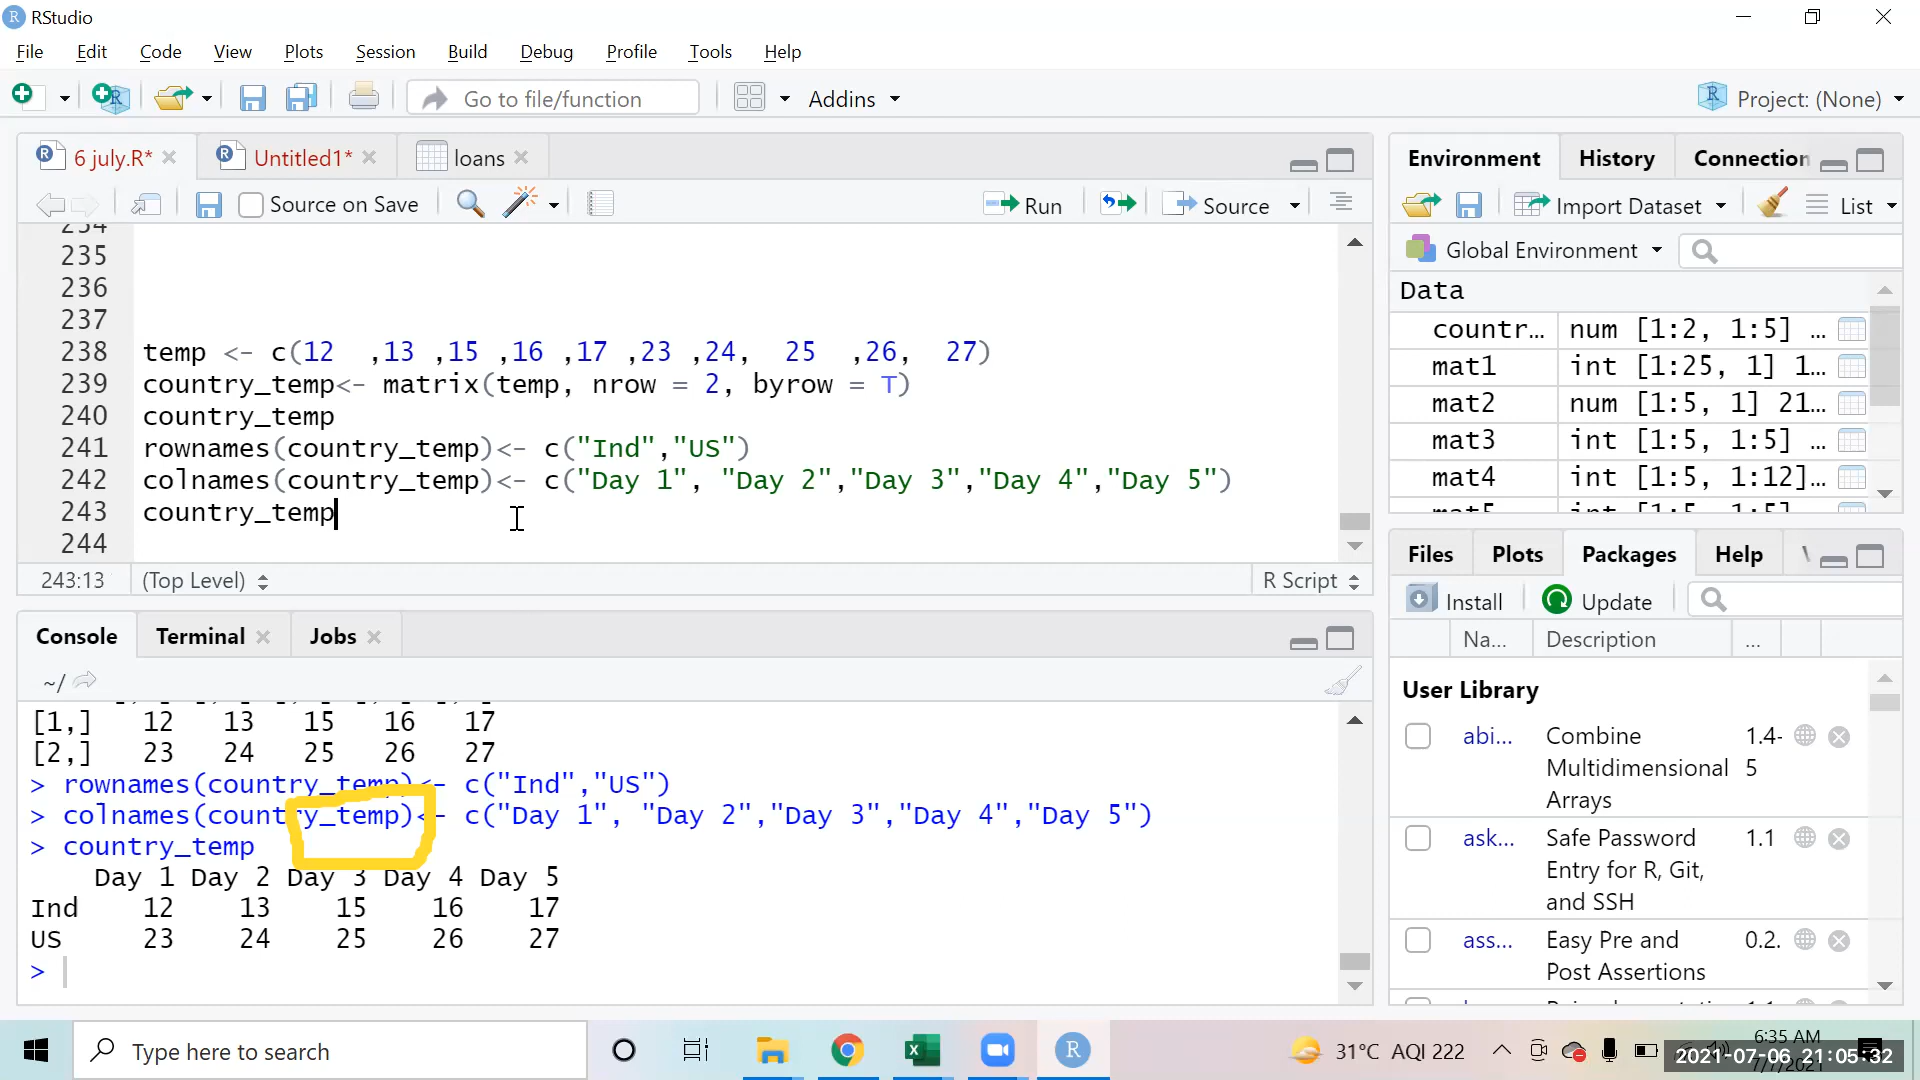 RStudio
File Edit Code View Plots Session Build Debug Profile Tools Help
Go to file/function Addins Project: (None)
6 july.R* Untitled1* loans
Source on Save Run Source
234
235
236
237
238 temp <- c(12 ,13 ,15 ,16 ,17 ,23 ,24, 25 ,26, 27)
239 country_temp<- matrix(temp, nrow = 2, byrow = T)
240 country_temp
241 rownames(country_temp)<- c("Ind","US")
242 colnames(country_temp)<- c("Day 1", "Day 2","Day 3","Day 4","Day 5")
243 country_temp
244
243:13 (Top Level) R Script
Console Terminal Jobs
~/
[1,] 12 13 15 16 17
[2,] 23 24 25 26 27
> rownames(country_temp)<- c("Ind","US")
> colnames(country_temp)<- c("Day 1", "Day 2","Day 3","Day 4","Day 5")
> country_temp
Day 1 Day 2 Day 3 Day 4 Day 5
Ind 12 13 15 16 17
US 23 24 25 26 27
>
Environment History Connection
Import Dataset List
Global Environment
Data
countr... num [1:2, 1:5] ...
mat1 int [1:25, 1] 1...
mat2 num [1:5, 1] 21...
mat3 int [1:5, 1:5] ...
mat4 int [1:5, 1:12]...
mat5 int [1:5, 1:5]
Files Plots Packages Help
Install Update
Na... Description ...
User Library
abi... Combine 1.4-
Multidimensional 5
Arrays
ask... Safe Password 1.1
Entry for R, Git,
and SSH
ass... Easy Pre and 0.2.
Post Assertions
Type here to search
31°C AQI 222
6:35 AM
2021-07-06 21:05:32